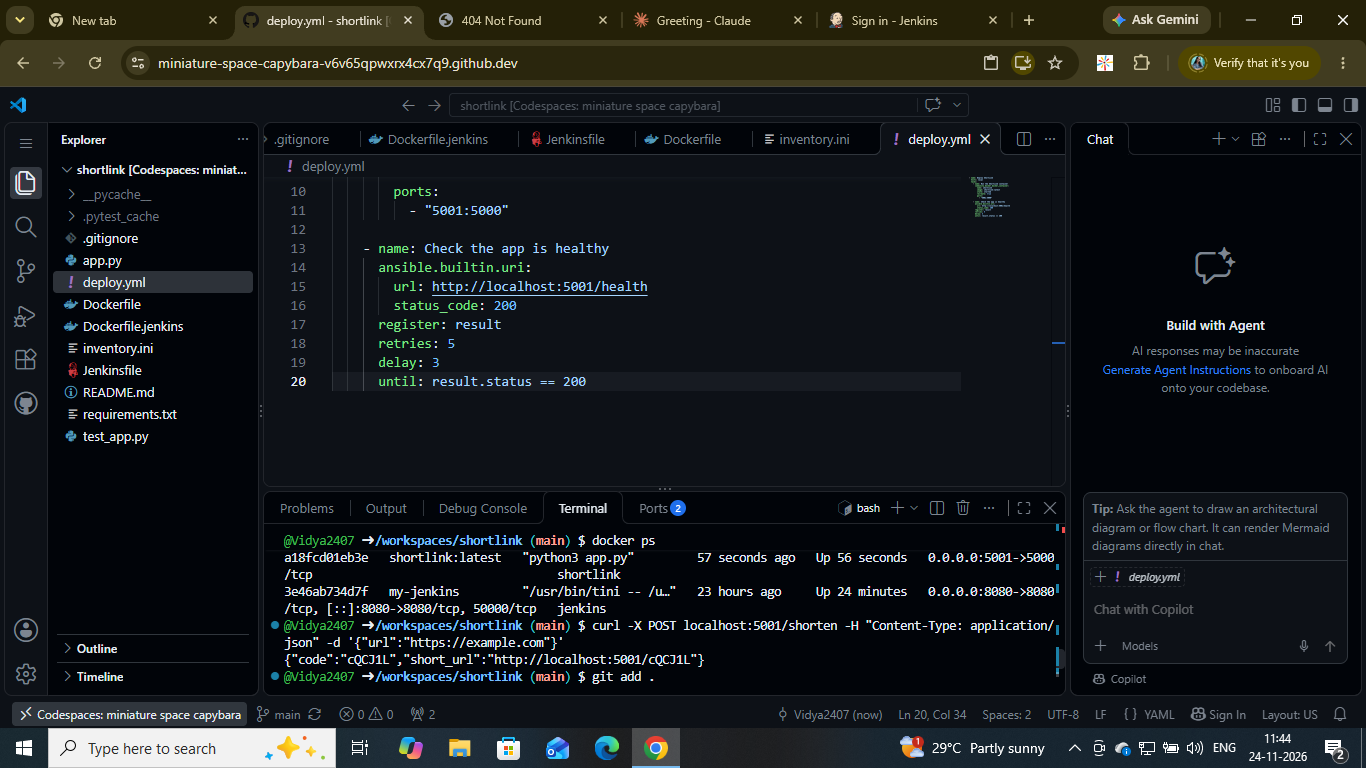 New tab
deploy.yml - shortlink [
404 Not Found
Greeting - Claude
Sign in - Jenkins
Ask Gemini
miniature-space-capybara-v6v65qpwxrx4cx7q9.github.dev
Verify that it's you
shortlink [Codespaces: miniature space capybara]
Explorer
shortlink [Codespaces: miniat...
__pycache__
.pytest_cache
.gitignore
app.py
deploy.yml
Dockerfile
Dockerfile.jenkins
inventory.ini
Jenkinsfile
README.md
requirements.txt
test_app.py
Outline
Timeline
.gitignore
Dockerfile.jenkins
Jenkinsfile
Dockerfile
inventory.ini
deploy.yml
deploy.yml
10 ports:
11 - "5001:5000"
12
13 - name: Check the app is healthy
14 ansible.builtin.uri:
15 url: http://localhost:5001/health
16 status_code: 200
17 register: result
18 retries: 5
19 delay: 3
20 until: result.status == 200
Problems
Output
Debug Console
Terminal
Ports 2
bash
@Vidya2407 ➜/workspaces/shortlink (main) $ docker ps
a18fcd01eb3e shortlink:latest "python3 app.py" 57 seconds ago Up 56 seconds 0.0.0.0:5001->5000
/tcp shortlink
3e46ab734d7f my-jenkins "/usr/bin/tini -- /u…" 23 hours ago Up 24 minutes 0.0.0.0:8080->8080
/tcp, [::]:8080->8080/tcp, 50000/tcp jenkins
@Vidya2407 ➜/workspaces/shortlink (main) $ curl -X POST localhost:5001/shorten -H "Content-Type: application/
json" -d '{"url":"https://example.com"}'
{"code":"cQCJ1L","short_url":"http://localhost:5001/cQCJ1L"}
@Vidya2407 ➜/workspaces/shortlink (main) $ git add .
Chat
Build with Agent
AI responses may be inaccurate
Generate Agent Instructions to onboard AI
onto your codebase.
Tip: Ask the agent to draw an architectural
diagram or flow chart. It can render Mermaid
diagrams directly in chat.
deploy.yml
Chat with Copilot
Models
Copilot
Codespaces: miniature space capybara
main
0
0
2
Vidya2407 (now)
Ln 20, Col 34
Spaces: 2
UTF-8
LF
{ } YAML
Sign In
Layout: US
Type here to search
1
29°C Partly sunny
ENG
11:44
24-11-2026
2